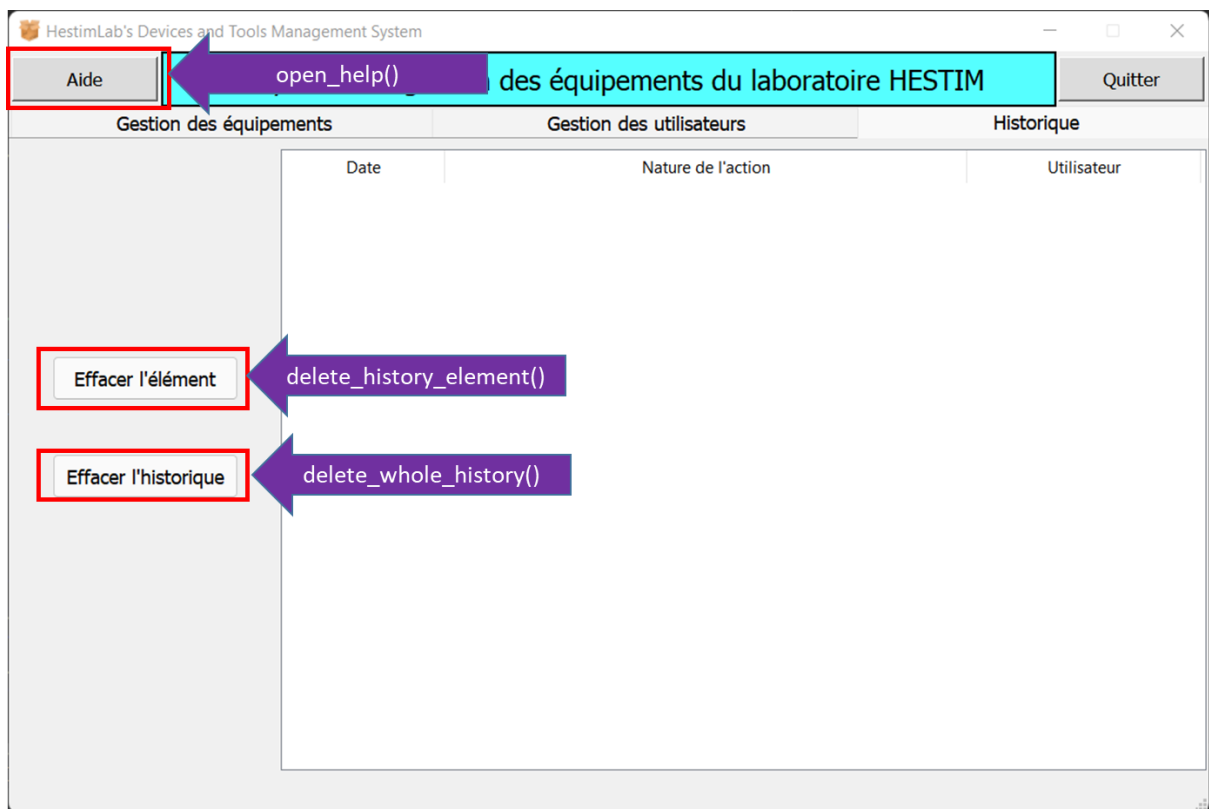 HestimLab's Devices and Tools Management System
Aide
open_help()
des équipements du laboratoire HESTIM
Quitter
Gestion des équipements
Gestion des utilisateurs
Historique
Date
Nature de l'action
Utilisateur
Effacer l'élément
delete_history_element()
Effacer l'historique
delete_whole_history()